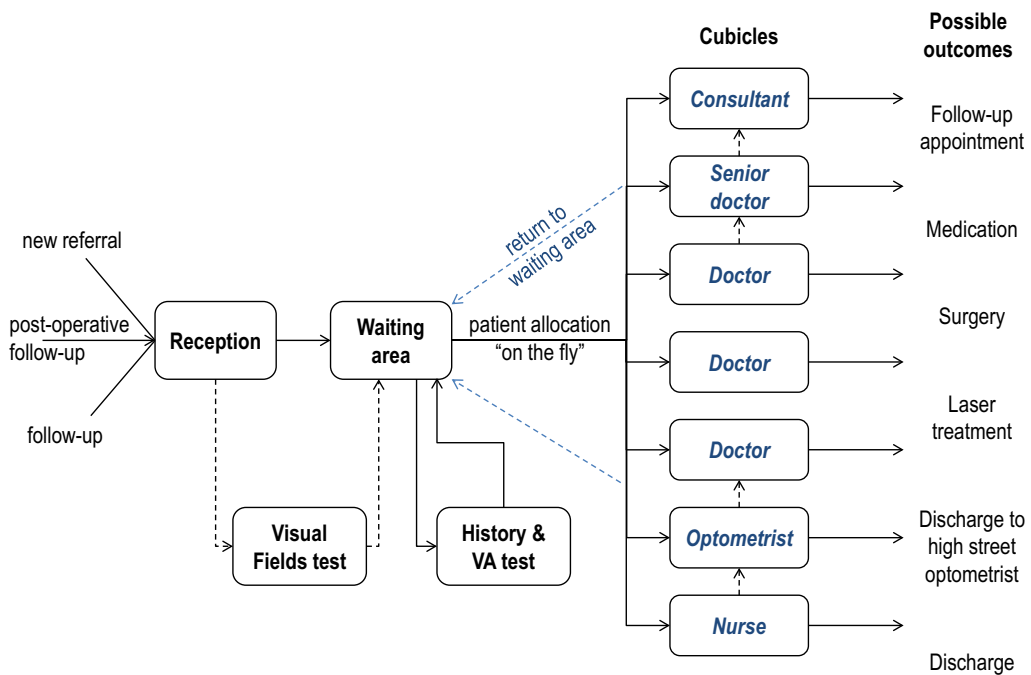 Possible
outcomes
Cubicles
new referral
post-operative
follow-up
follow-up
Reception
Visual
Fields test
Waiting
area
History &
VA test
return to
waiting area
patient allocation
“on the fly”
Consultant
Senior
doctor
Doctor
Doctor
Doctor
Optometrist
Nurse
Follow-up
appointment
Medication
Surgery
Laser
treatment
Discharge to
high street
optometrist
Discharge